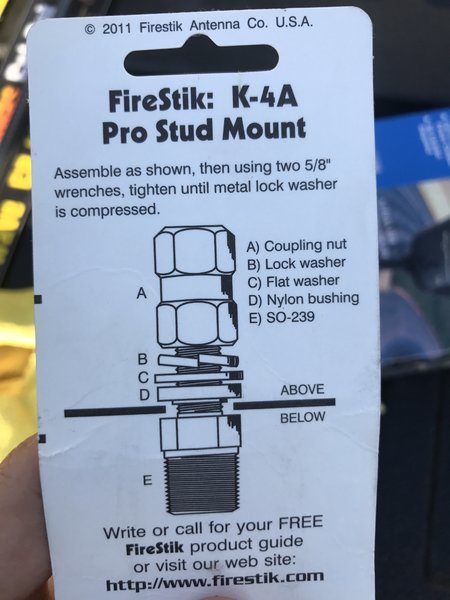 © 2011 Firestik Antenna Co. U.S.A.
FireStik: K-4A
Pro Stud Mount
Assemble as shown, then using two 5/8"
wrenches, tighten until metal lock washer
is compressed.
A) Coupling nut
B) Lock washer
C) Flat washer
D) Nylon bushing
E) SO-239
A
B
C
D
ABOVE
BELOW
E
Write or call for your FREE
FireStik product guide
or visit our web site:
http://www.firestik.com